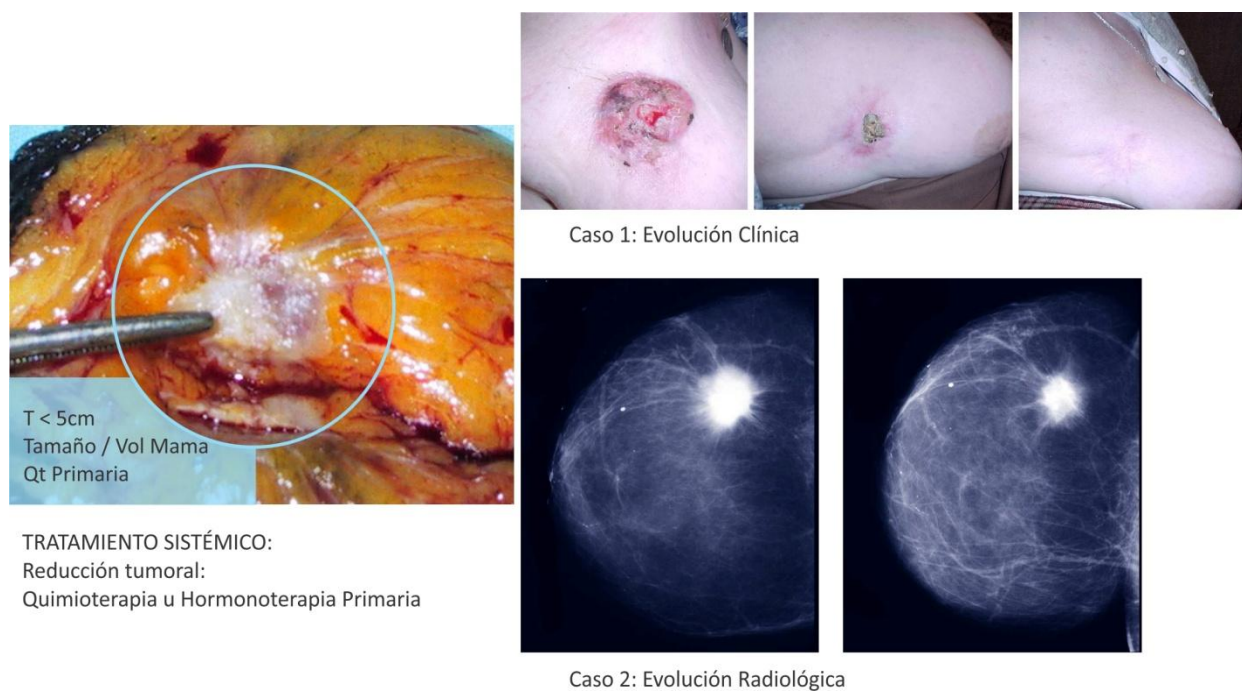 Caso 1: Evolución Clínica
T < 5cm
Tamaño / Vol Mama
Qt Primaria
TRATAMIENTO SISTÉMICO:
Reducción tumoral:
Quimioterapia u Hormonoterapia Primaria
Caso 2: Evolución Radiológica